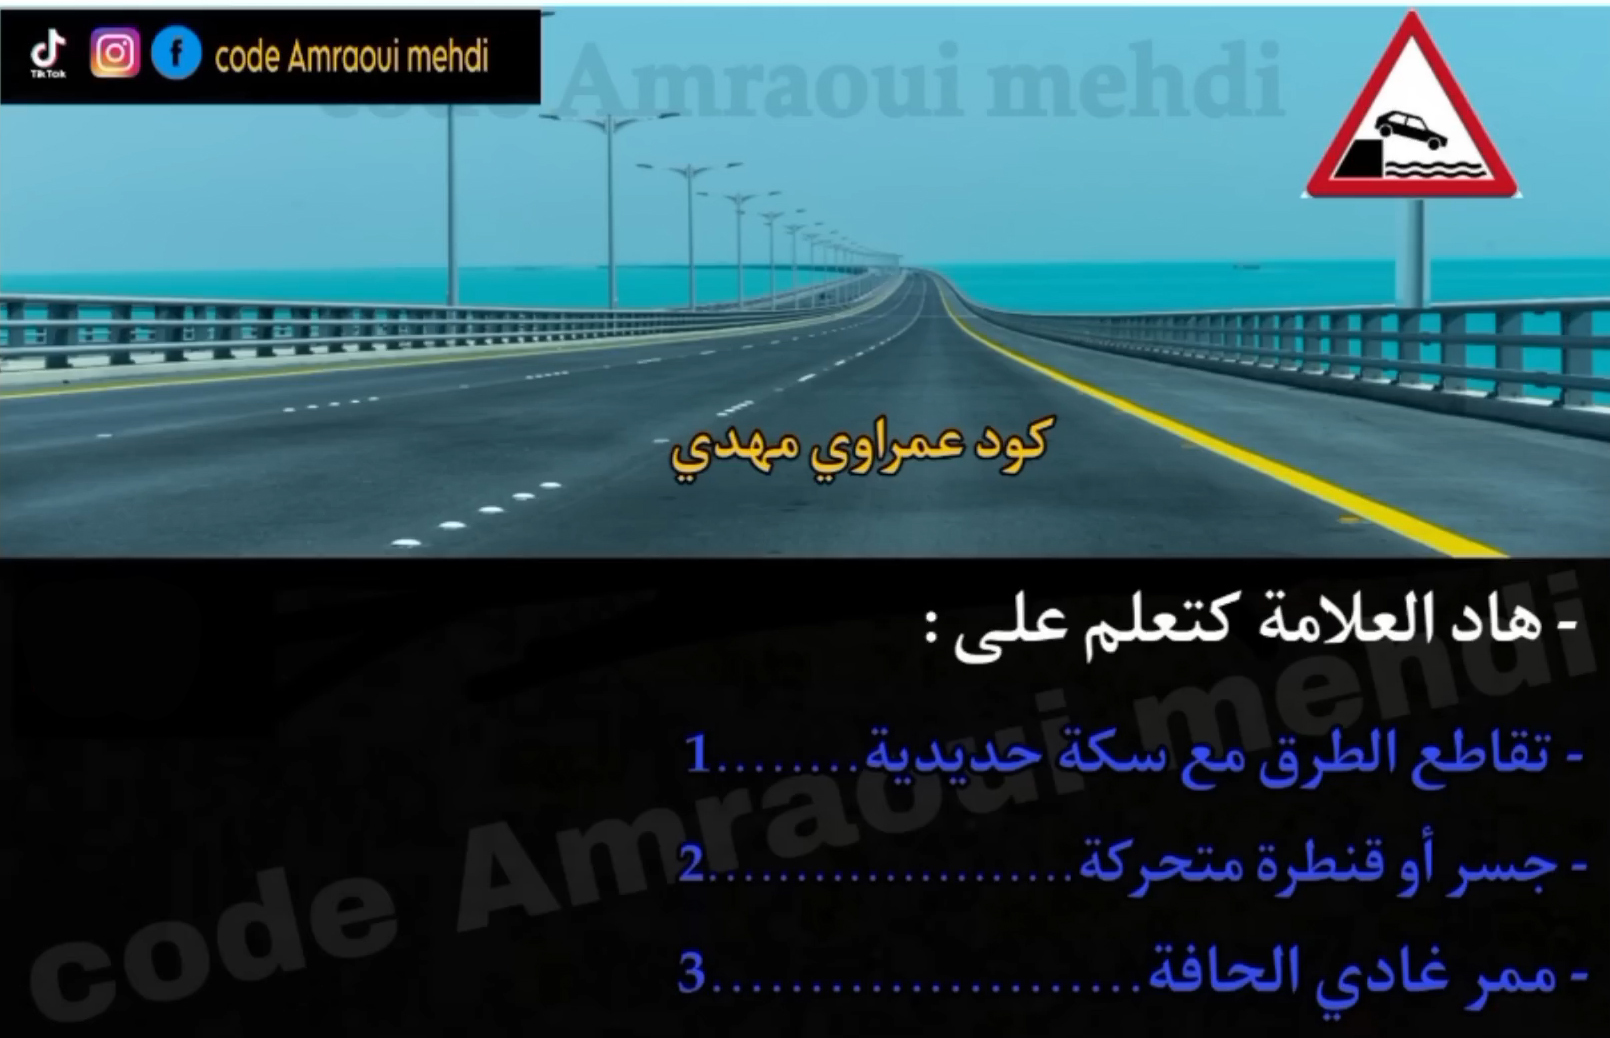 TikTok
code Amraoui mehdi
code Amraoui mehdi
كود عمراوي مهدي
- هاد العلامة كتعلم على :
- تقاطع الطرق مع سكة حديدية........1
- جسر أو قنطرة متحركة.....................2
- ممر غادي الحافة......................3
code Amraoui mehdi